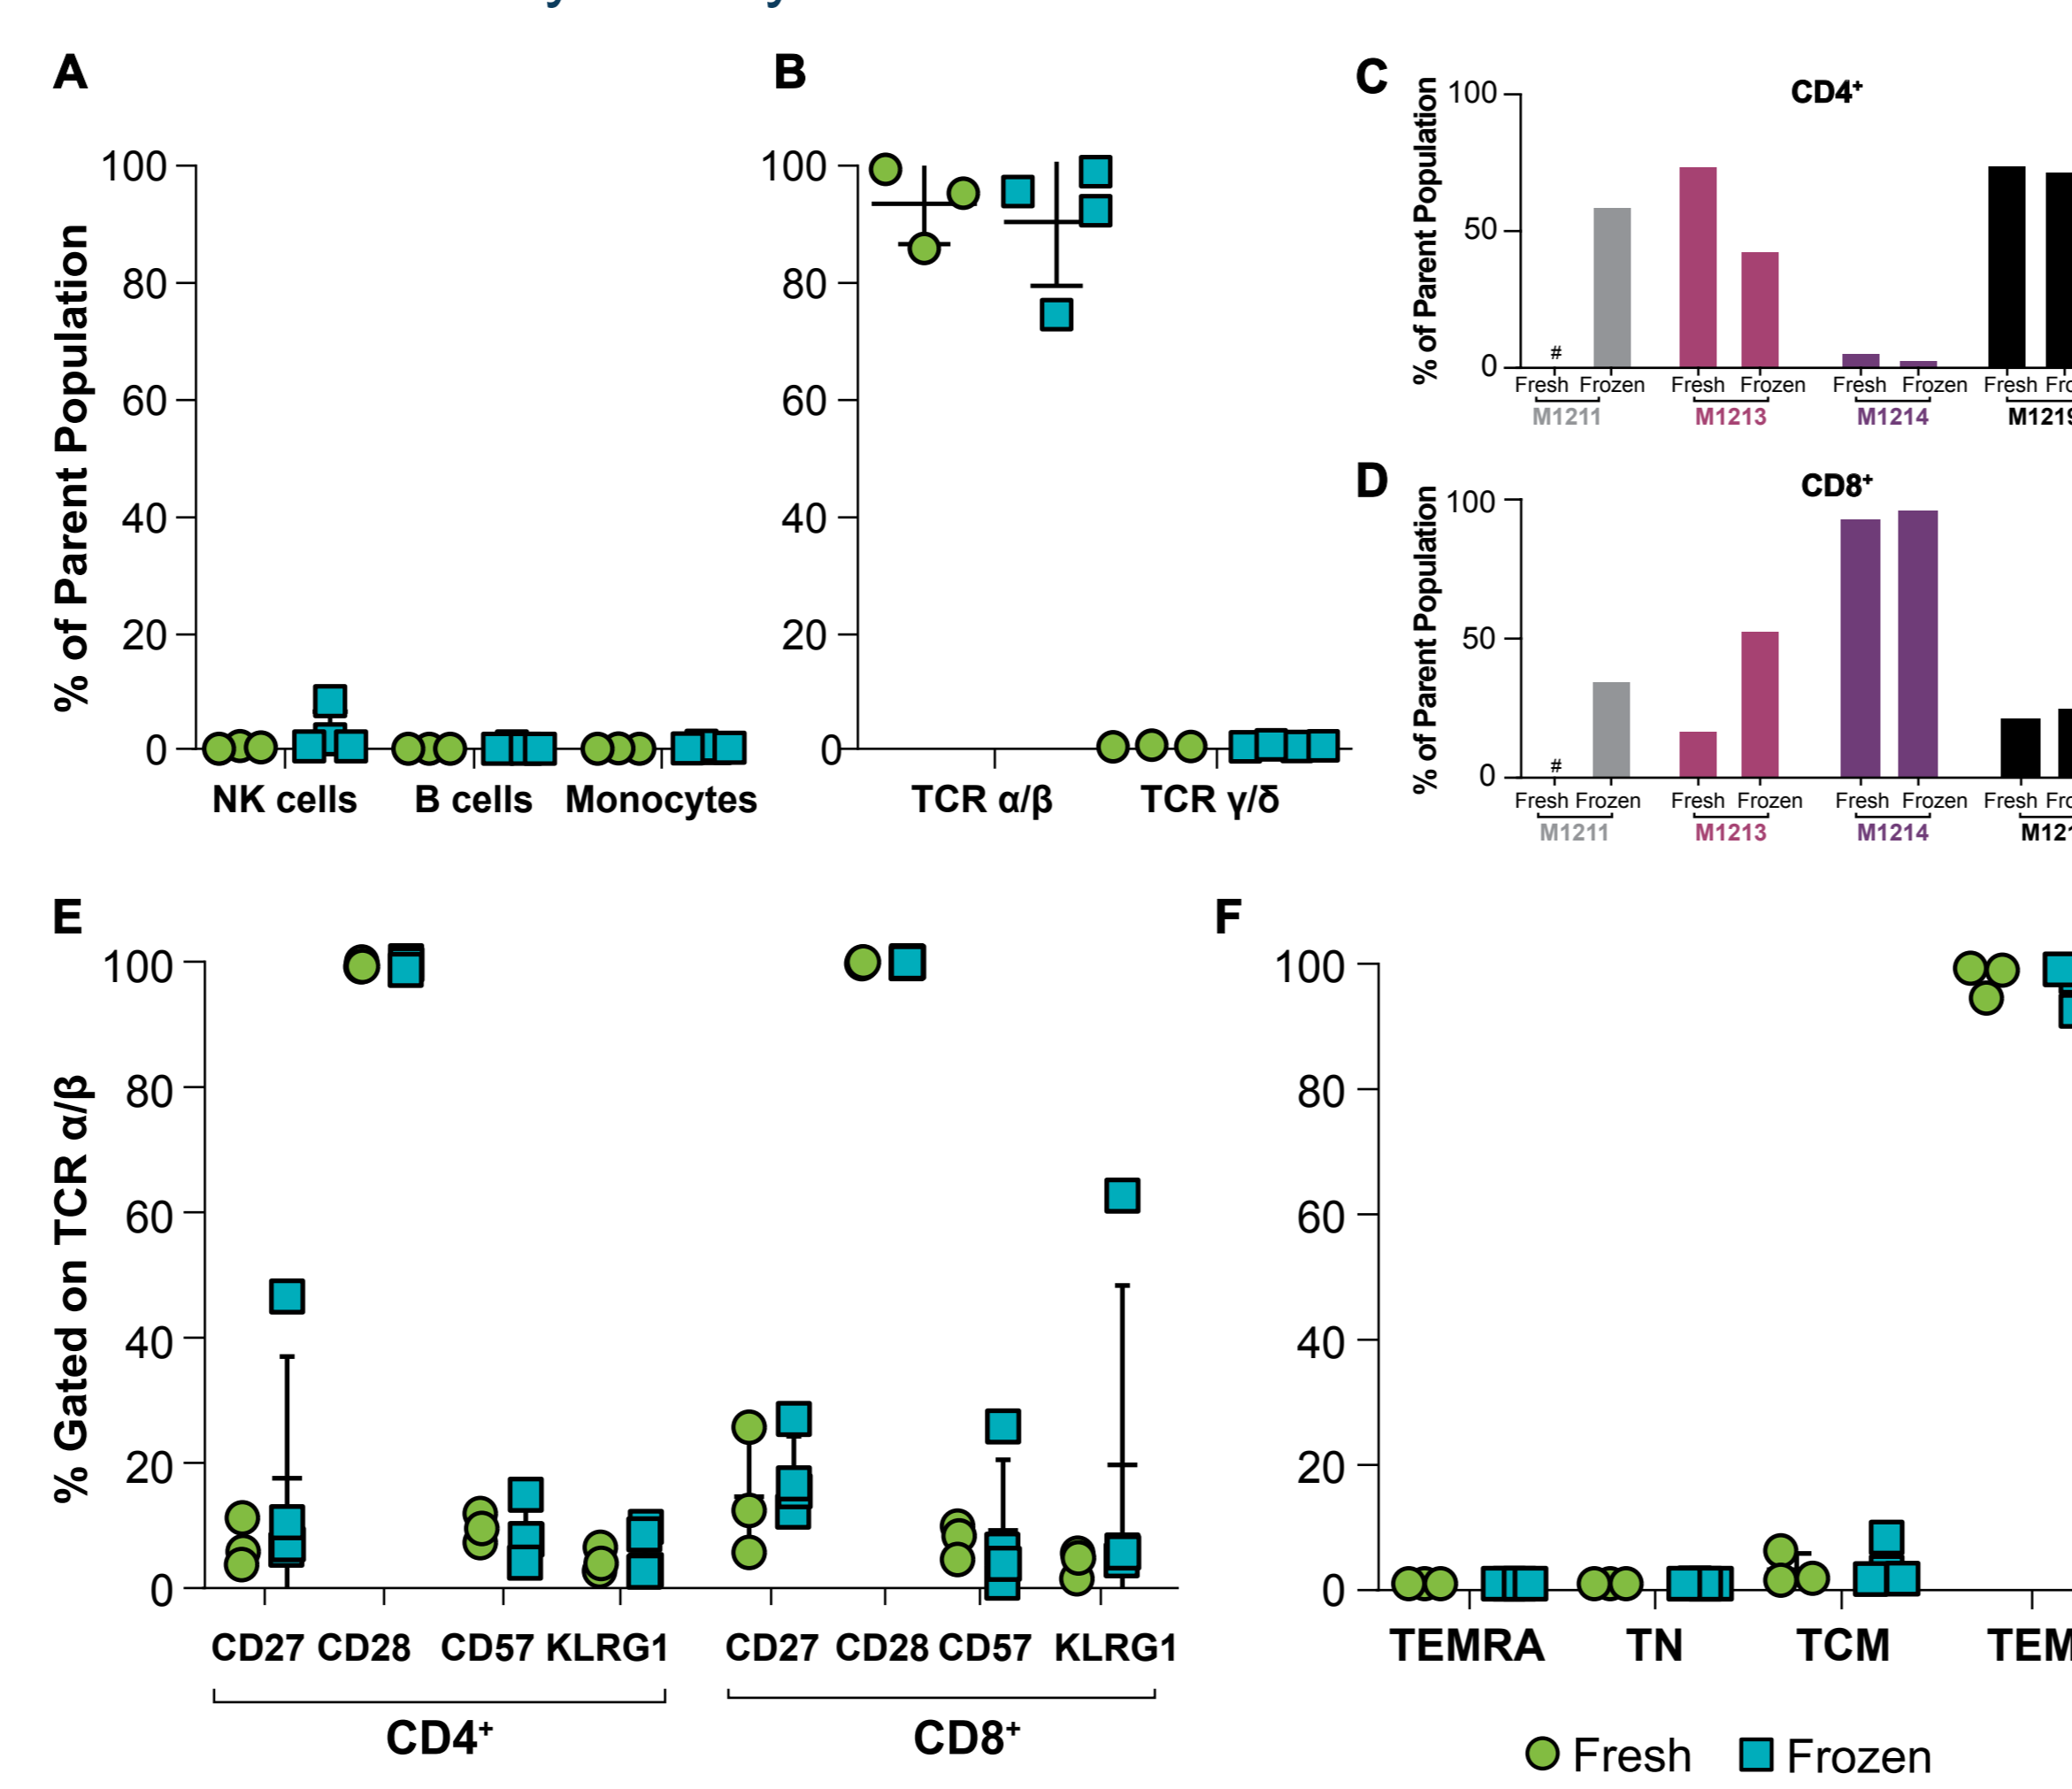 A
% of Parent Population
100
80
60
40
20
0
NK cells B cells Monocytes
B
100
80
60
40
20
0
TCR α/β TCR γ/δ
C
CD4+
% of Parent Population
100
50
0
#
Fresh Frozen Fresh Frozen Fresh Frozen Fresh
M1211 M1213 M1214 M1219
D
CD8+
% of Parent Population
100
50
0
#
Fresh Frozen Fresh Frozen Fresh Frozen Fresh
M1211 M1213 M1214
E
% Gated on TCR α/β
100
80
60
40
20
0
CD27 CD28 CD57 KLRG1 CD27 CD28 CD57 KLRG1
CD4+ CD8+
F
100
80
60
40
20
0
TEMRA TN TCM TEM
Fresh Frozen